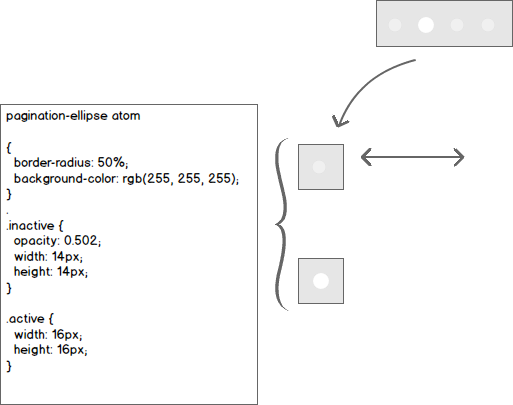 pagination-ellipse atom
{
border-radius: 50%;
background-color: rgb(255, 255, 255);
}
.
.inactive {
opacity: 0.502;
width: 14px;
height: 14px;
}
.active {
width: 16px;
height: 16px;
}